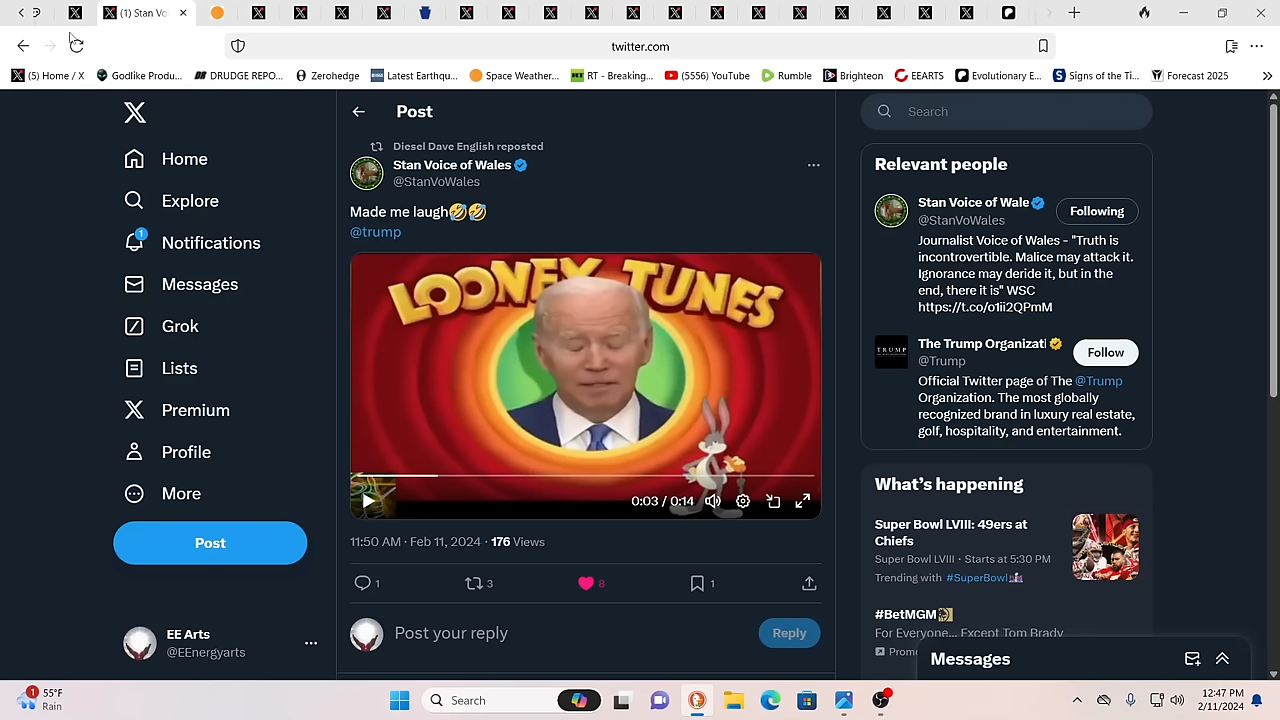 (1) Stan Vo
twitter.com
(5) Home / X
Godlike Produ...
DRUDGE REPO...
Zerohedge
Latest Earthqu...
Space Weather...
RT - Breaking...
(5556) YouTube
Rumble
Brighteon
EEARTS
Evolutionary E...
Signs of the Ti...
Forecast 2025
Home
Explore
1
Notifications
Messages
Grok
Lists
Premium
Profile
More
Post
EE Arts
@EEnergyarts
Post
Diesel Dave English reposted
Stan Voice of Wales
@StanVoWales
Made me laugh🤣🤣
@trump
LOONEY TUNES
0:03 / 0:14
11:50 AM · Feb 11, 2024 · 176 Views
1
3
8
1
Post your reply
Reply
Search
Relevant people
Stan Voice of Wale
@StanVoWales
Following
Journalist Voice of Wales - "Truth is
incontrovertible. Malice may attack it.
Ignorance may deride it, but in the
end, there it is" WSC
https://t.co/o1ii2QPmM
TRUMP
The Trump Organizati
@Trump
Follow
Official Twitter page of The @Trump
Organization. The most globally
recognized brand in luxury real estate,
golf, hospitality, and entertainment.
What's happening
Super Bowl LVIII: 49ers at
Chiefs
Super Bowl LVIII · Starts at 5:30 PM
Trending with #SuperBowl
#BetMGM
For Everyone... Except Tom Brady
Promo
Messages
1
55°F
Rain
Search
12:47 PM
2/11/2024